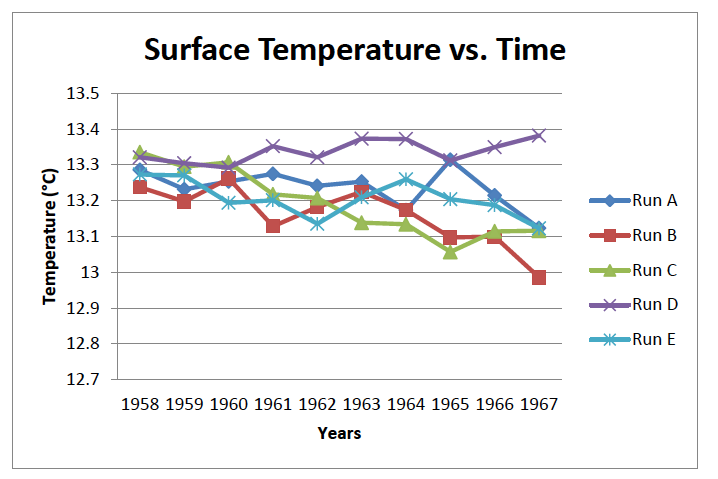 Surface Temperature vs. Time
13.5
13.4
13.3
13.2
13.1
13
12.9
12.8
12.7
Temperature (°C)
1958 1959 1960 1961 1962 1963 1964 1965 1966 1967
Years
Run A
Run B
Run C
Run D
Run E